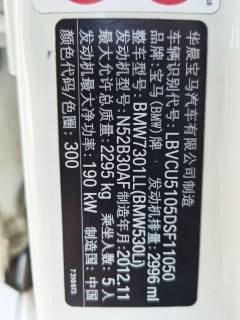 华晨宝马汽车有限公司制造
车辆识别代号: LBVCU5105DSF11050
品牌: 宝马(BMW)牌 发动机排量: 2996 ml
整车型号: BMW7301LL(BMW530Li)
最大允许总质量: 2295 kg 乘坐人数: 5 人
发动机型号: N52B30AF 制造年月: 2012.11
发动机最大净功率: 190 kW 制造国: 中国
颜色代码/色圈: 300